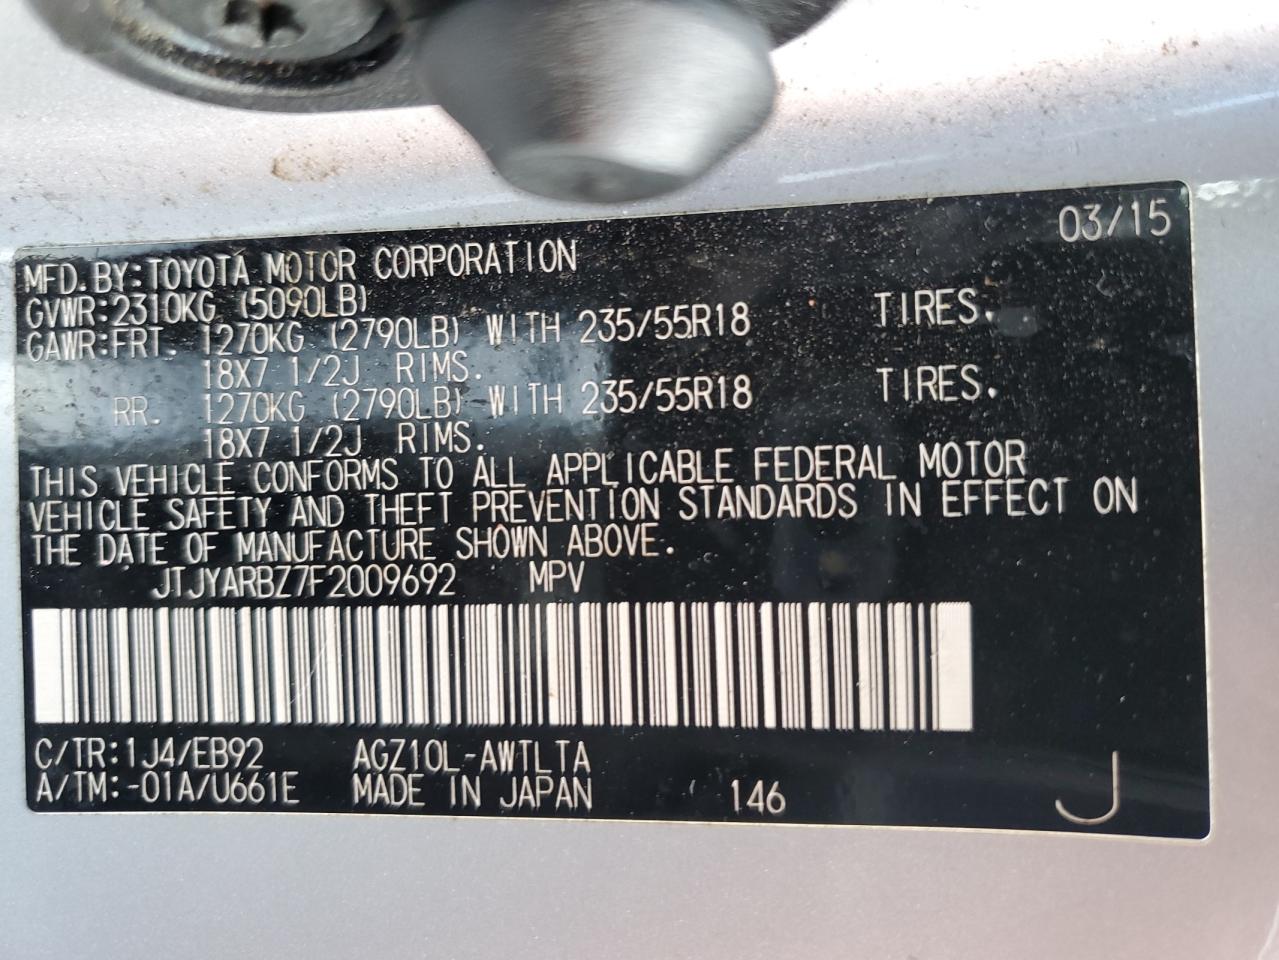 03/15
MFD.BY:TOYOTA MOTOR CORPORATION
GVWR:2310KG (5090LB)
GAWR:FRT. 1270KG (2790LB) WITH 235/55R18 TIRES.
18X7 1/2J RIMS.
RR. 1270KG (2790LB) WITH 235/55R18 TIRES.
18X7 1/2J RIMS.
THIS VEHICLE CONFORMS TO ALL APPLICABLE FEDERAL MOTOR
VEHICLE SAFETY AND THEFT PREVENTION STANDARDS IN EFFECT ON
THE DATE OF MANUFACTURE SHOWN ABOVE.
JTJYARBZ7F2009692 MPV
C/TR:1J4/EB92 AGZ10L-AWTLTA
A/TM:-01A/U661E MADE IN JAPAN 146 J